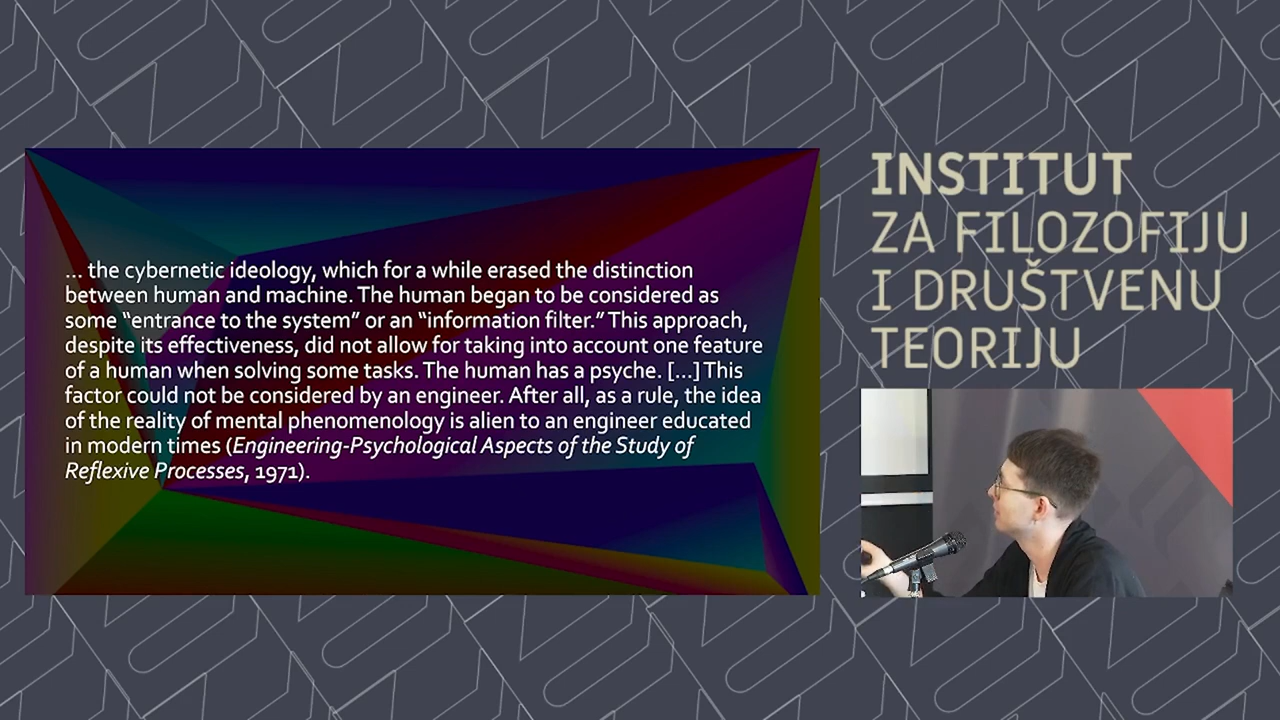 ... the cybernetic ideology, which for a while erased the distinction
between human and machine. The human began to be considered as
some “entrance to the system” or an “information filter.” This approach,
despite its effectiveness, did not allow for taking into account one feature
of a human when solving some tasks. The human has a psyche. [...] This
factor could not be considered by an engineer. After all, as a rule, the idea
of the reality of mental phenomenology is alien to an engineer educated
in modern times (Engineering-Psychological Aspects of the Study of
Reflexive Processes, 1971).
INSTITUT
ZA FILOZOFIJU
I DRUŠTVENU
TEORIJU